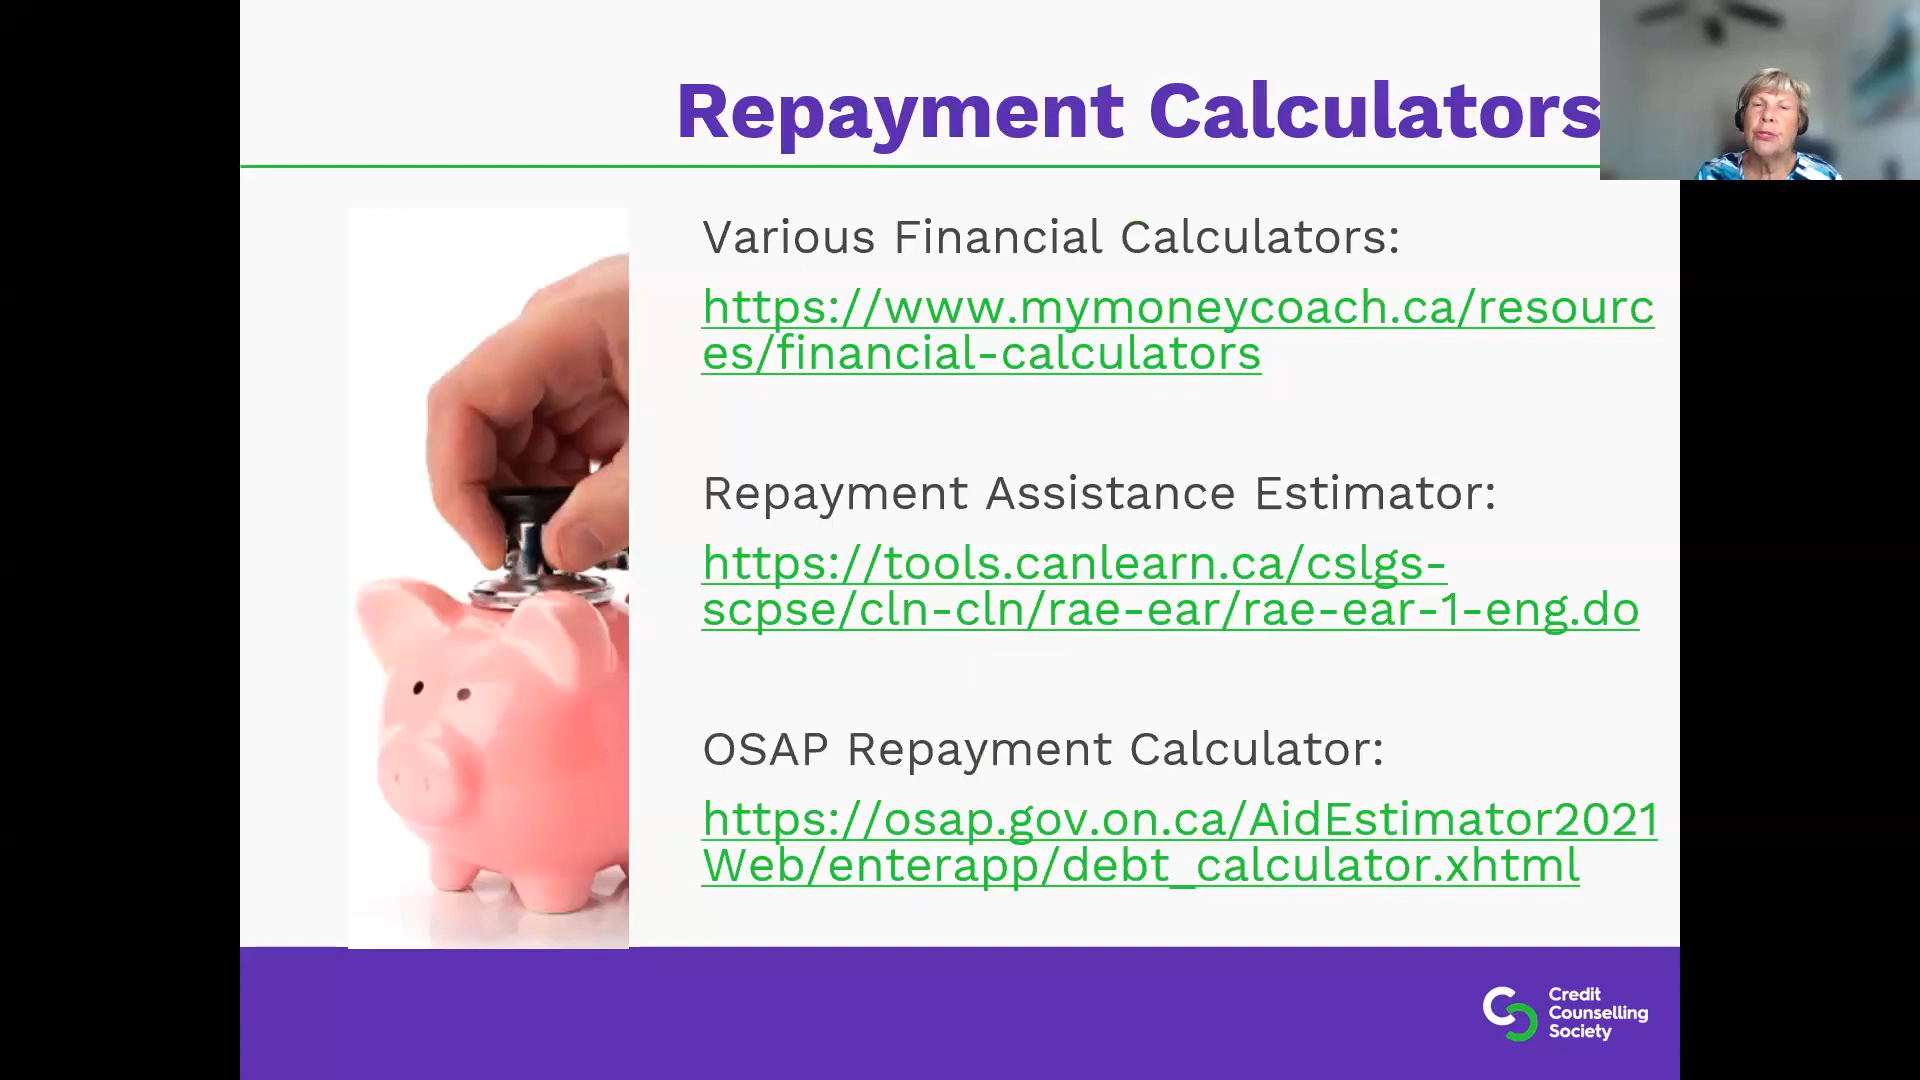 Repayment Calculators
Various Financial Calculators:
https://www.mymoneycoach.ca/resourc
es/financial-calculators
Repayment Assistance Estimator:
https://tools.canlearn.ca/cslgs-
scpse/cln-cln/rae-ear/rae-ear-1-eng.do
OSAP Repayment Calculator:
https://osap.gov.on.ca/AidEstimator2021
Web/enterapp/debt_calculator.xhtml
Credit
Counselling
Society